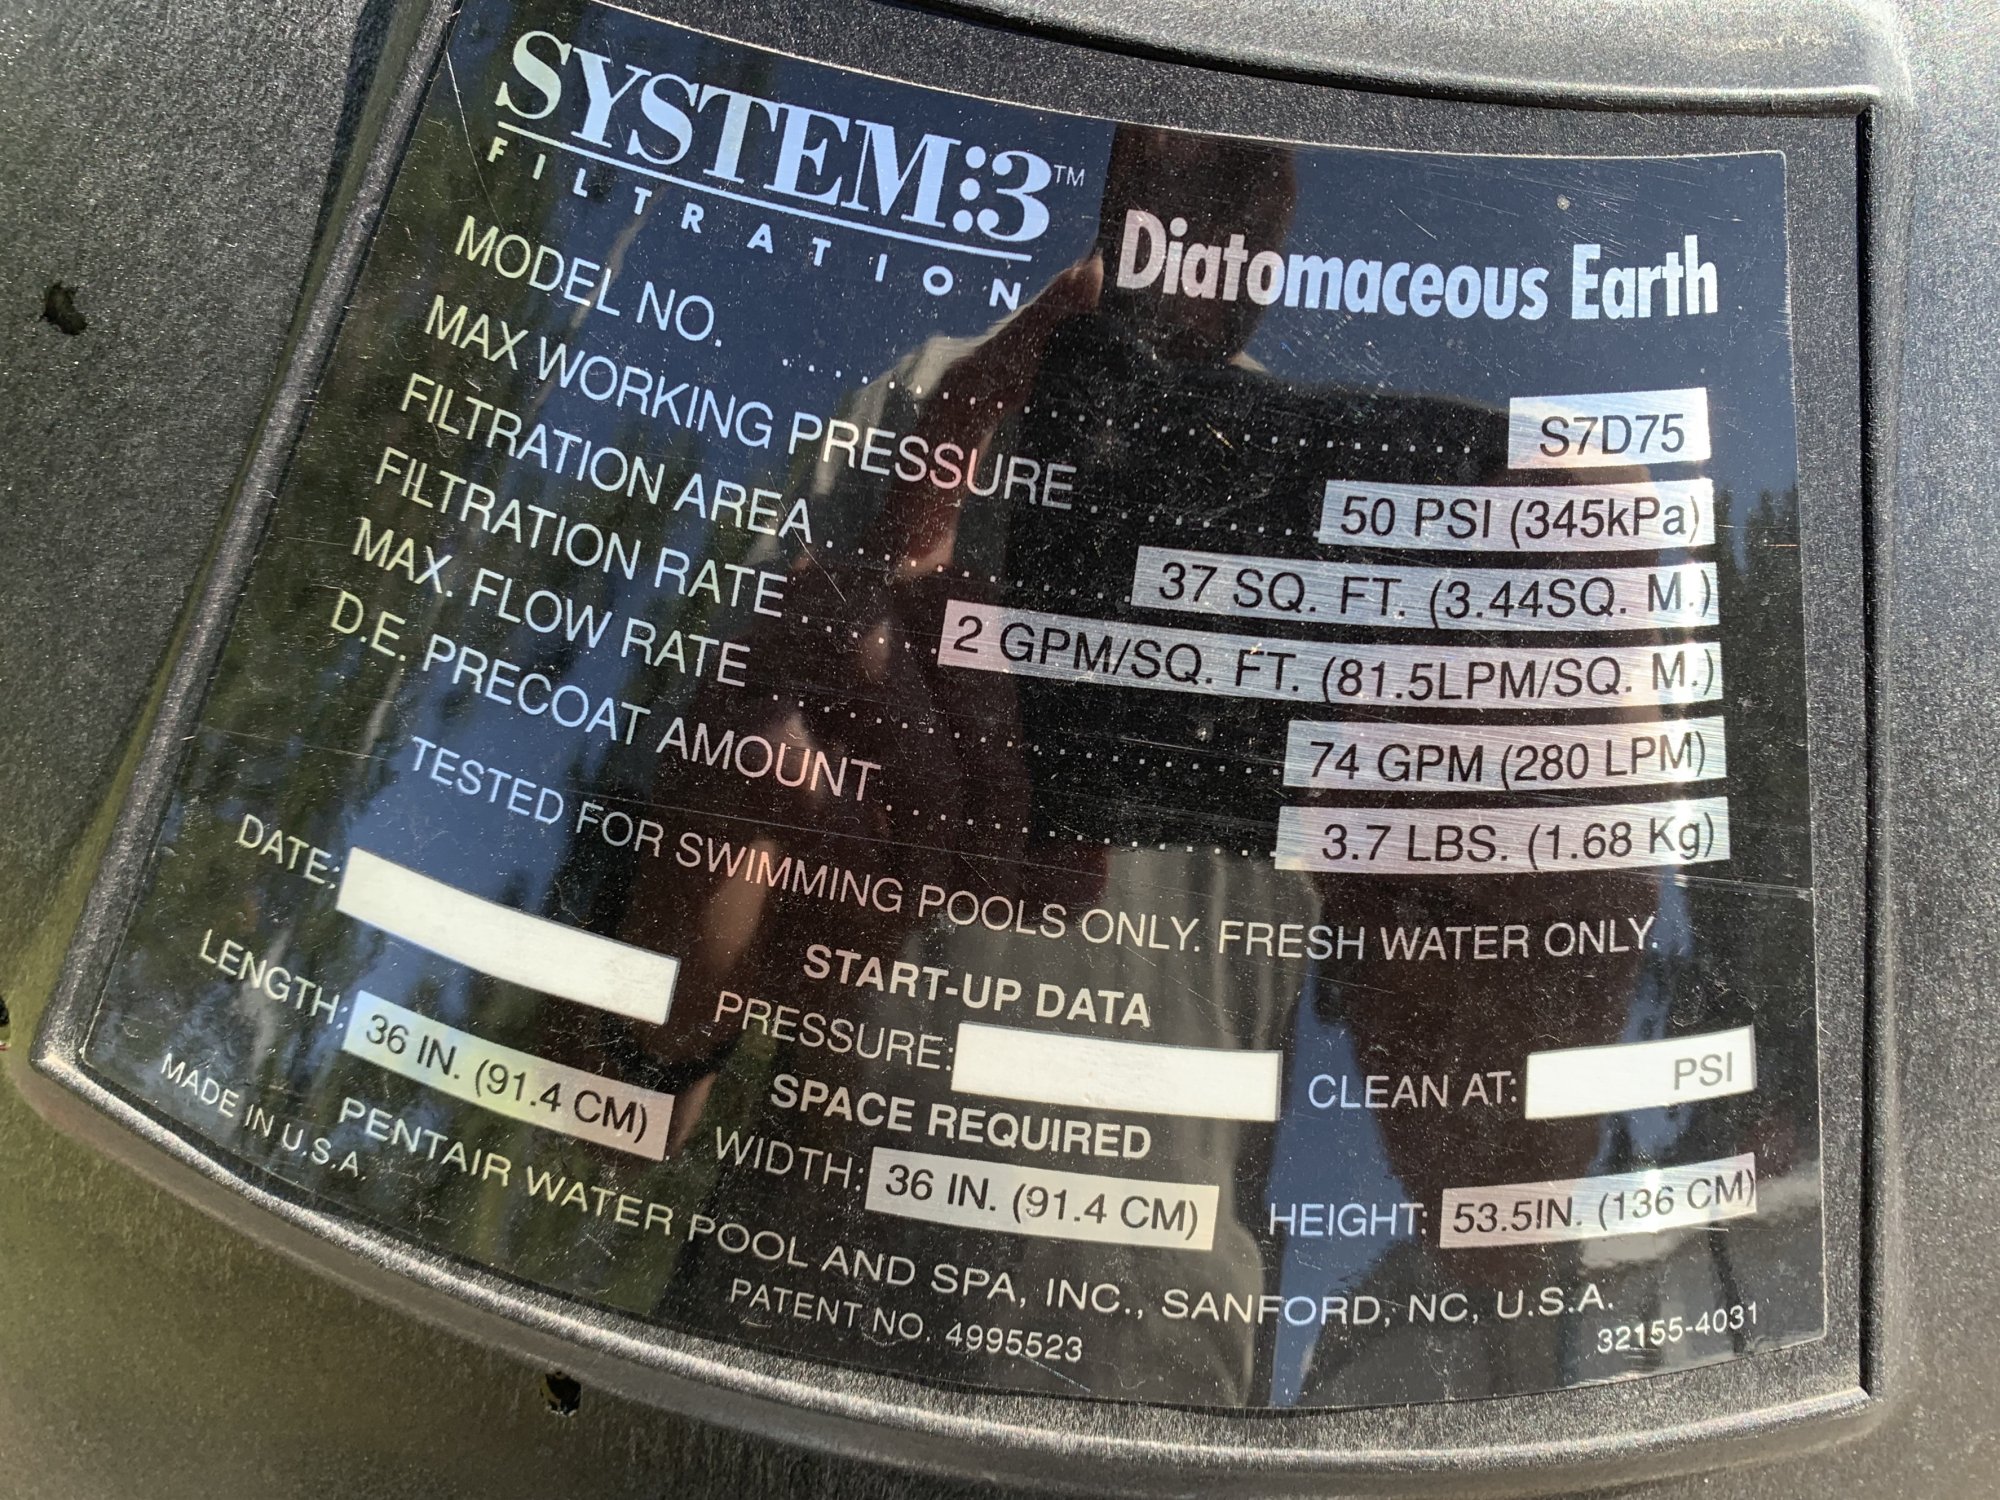 SYSTEM:3™
FILTRATION
Diatomaceous Earth
MODEL NO. .......... S7D75
MAX WORKING PRESSURE .......... 50 PSI (345kPa)
FILTRATION AREA .......... 37 SQ. FT. (3.44SQ. M.)
FILTRATION RATE .......... 2 GPM/SQ. FT. (81.5LPM/SQ. M.)
MAX. FLOW RATE .......... 74 GPM (280 LPM)
D.E. PRECOAT AMOUNT .......... 3.7 LBS. (1.68 Kg)
TESTED FOR SWIMMING POOLS ONLY. FRESH WATER ONLY.
START-UP DATA
DATE: PRESSURE: CLEAN AT: PSI
SPACE REQUIRED
LENGTH: 36 IN. (91.4 CM) WIDTH: 36 IN. (91.4 CM) HEIGHT: 53.5IN. (136 CM)
PENTAIR WATER POOL AND SPA, INC., SANFORD, NC, U.S.A.
MADE IN U.S.A. PATENT NO. 4995523 32155-4031